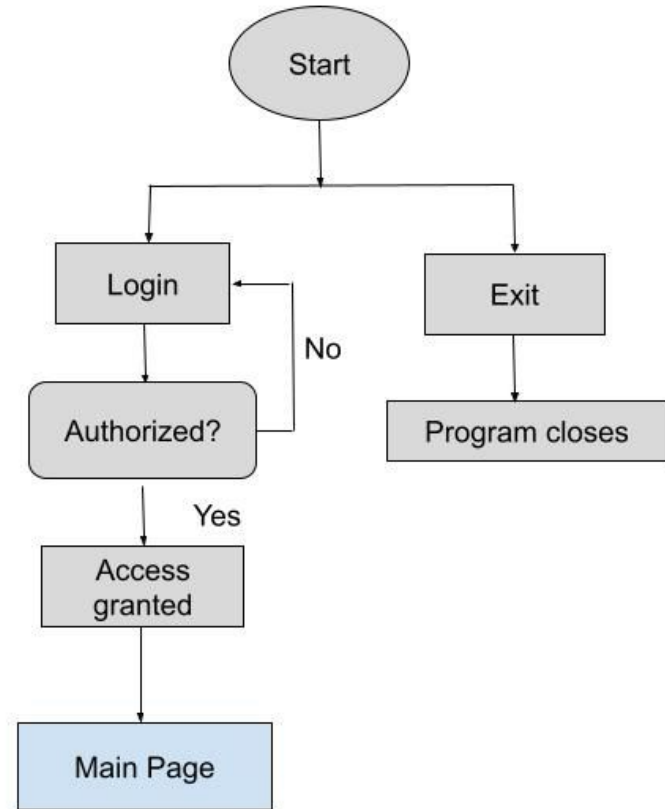 Start
Login
Exit
No
Authorized?
Program closes
Yes
Access
granted
Main Page